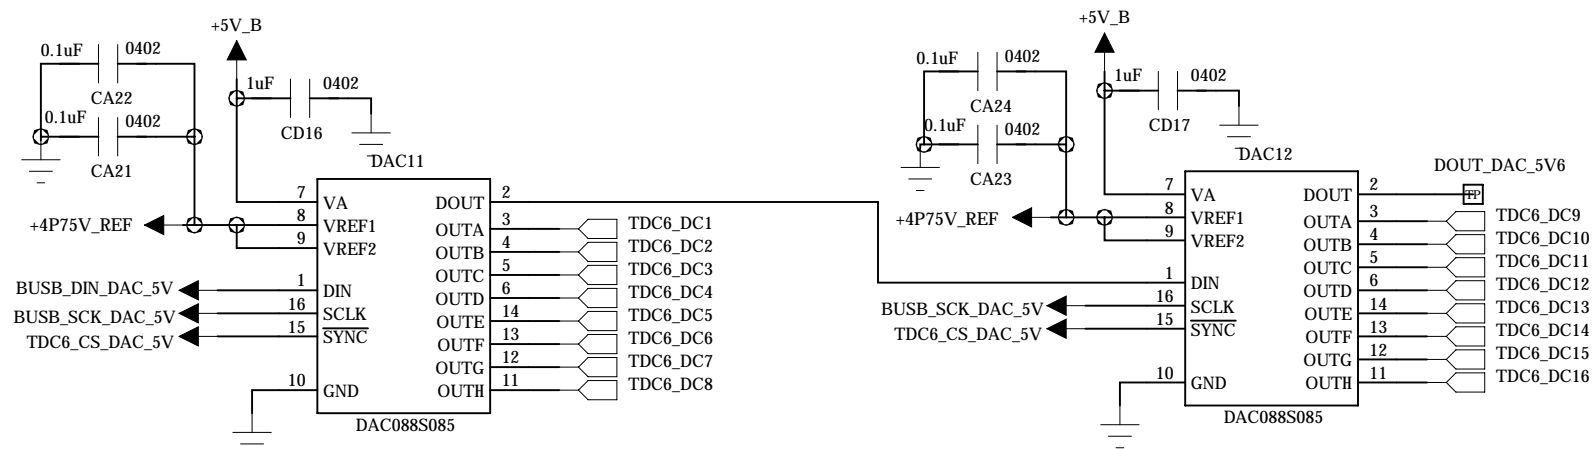 +5V_B
0.1uF 0402
CA22
0.1uF 0402
CA21
1uF 0402
CD16
DAC11
+4P75V_REF
BUSB_DIN_DAC_5V
BUSB_SCK_DAC_5V
TDC6_CS_DAC_5V
7 VA
8 VREF1
9 VREF2
1 DIN
16 SCLK
15 SYNC
10 GND
DOUT 2
OUTA 3 TDC6_DC1
OUTB 4 TDC6_DC2
OUTC 5 TDC6_DC3
OUTD 6 TDC6_DC4
OUTE 14 TDC6_DC5
OUTF 13 TDC6_DC6
OUTG 12 TDC6_DC7
OUTH 11 TDC6_DC8
DAC088S085
+5V_B
0.1uF 0402
CA24
0.1uF 0402
CA23
1uF 0402
CD17
DAC12
+4P75V_REF
BUSB_SCK_DAC_5V
TDC6_CS_DAC_5V
7 VA
8 VREF1
9 VREF2
1 DIN
16 SCLK
15 SYNC
10 GND
DOUT_DAC_5V6
DOUT 2 TP
OUTA 3 TDC6_DC9
OUTB 4 TDC6_DC10
OUTC 5 TDC6_DC11
OUTD 6 TDC6_DC12
OUTE 14 TDC6_DC13
OUTF 13 TDC6_DC14
OUTG 12 TDC6_DC15
OUTH 11 TDC6_DC16
DAC088S085